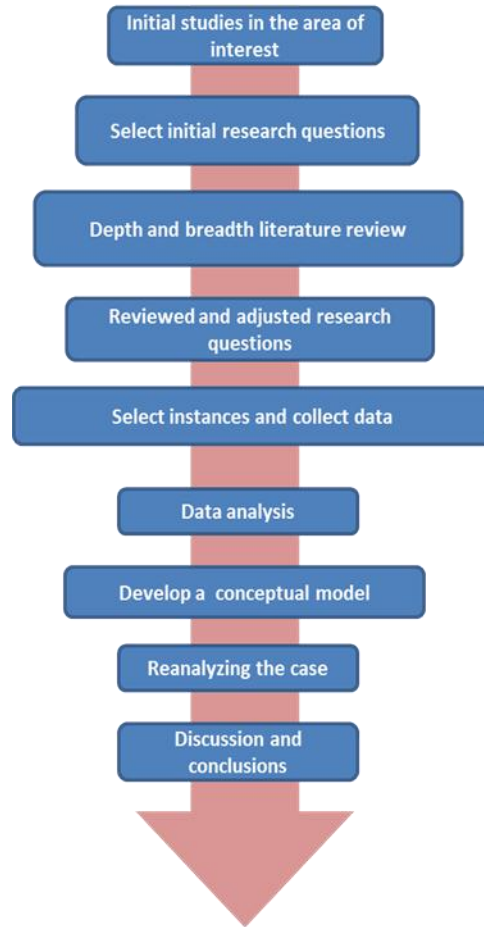 Initial studies in the area of
interest
Select initial research questions
Depth and breadth literature review
Reviewed and adjusted research
questions
Select instances and collect data
Data analysis
Develop a conceptual model
Reanalyzing the case
Discussion and
conclusions